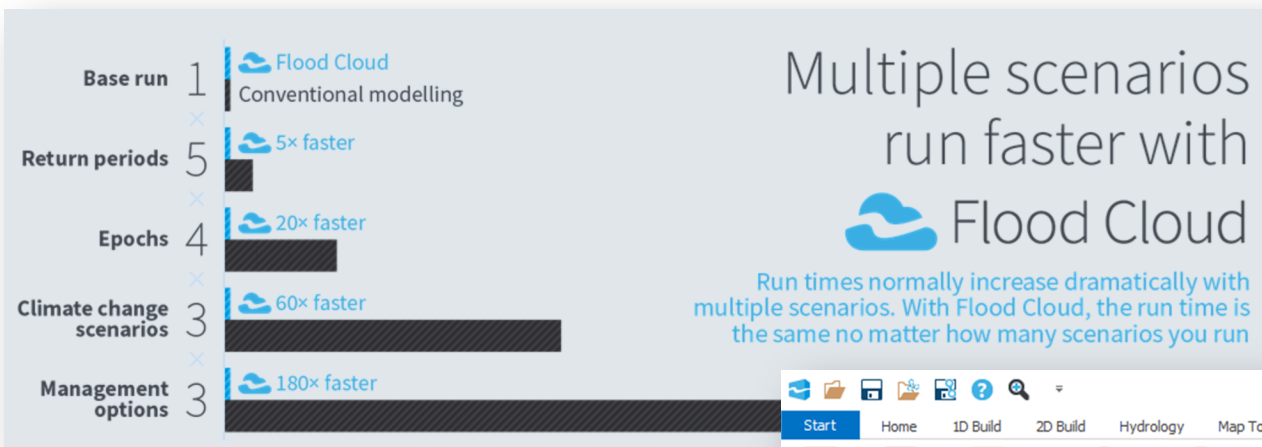 Base run 1 Flood Cloud
Conventional modelling
×
Return periods 5 5× faster
×
Epochs 4 20× faster
×
Climate change
scenarios 3 60× faster
×
Management
options 3 180× faster
Multiple scenarios
run faster with
Flood Cloud
Run times normally increase dramatically with
multiple scenarios. With Flood Cloud, the run time is
the same no matter how many scenarios you run
Start Home 1D Build 2D Build Hydrology Map To